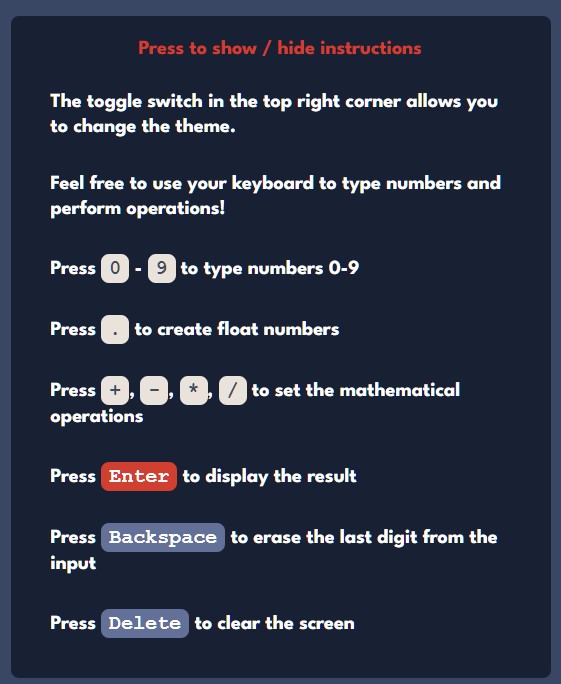 Press to show / hide instructions
The toggle switch in the top right corner allows you
to change the theme.
Feel free to use your keyboard to type numbers and
perform operations!
Press 0 - 9 to type numbers 0-9
Press . to create float numbers
Press +, -, *, / to set the mathematical
operations
Press Enter to display the result
Press Backspace to erase the last digit from the
input
Press Delete to clear the screen